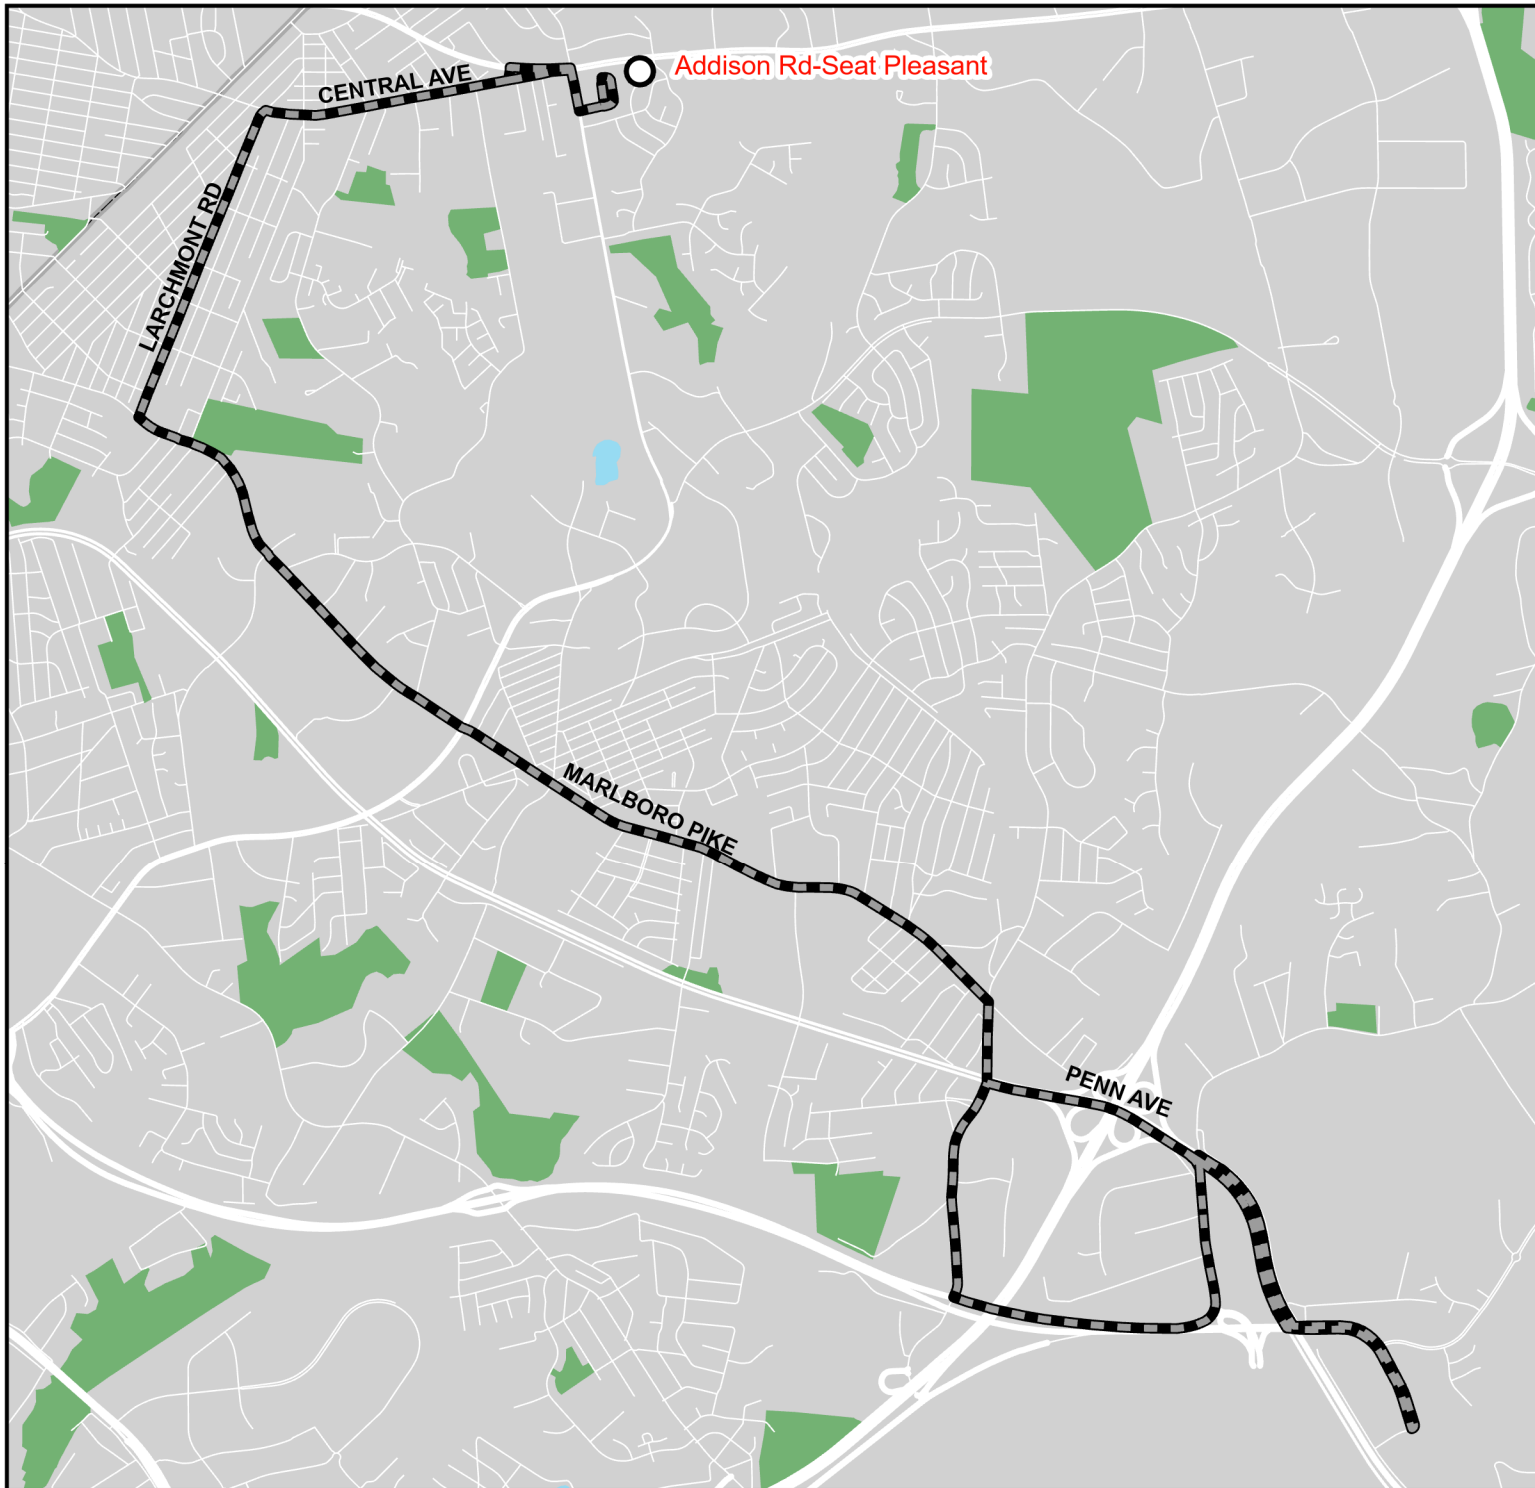 Addison Rd-Seat Pleasant
CENTRAL AVE
LARCHMONT RD
MARLBORO PIKE
PENN AVE